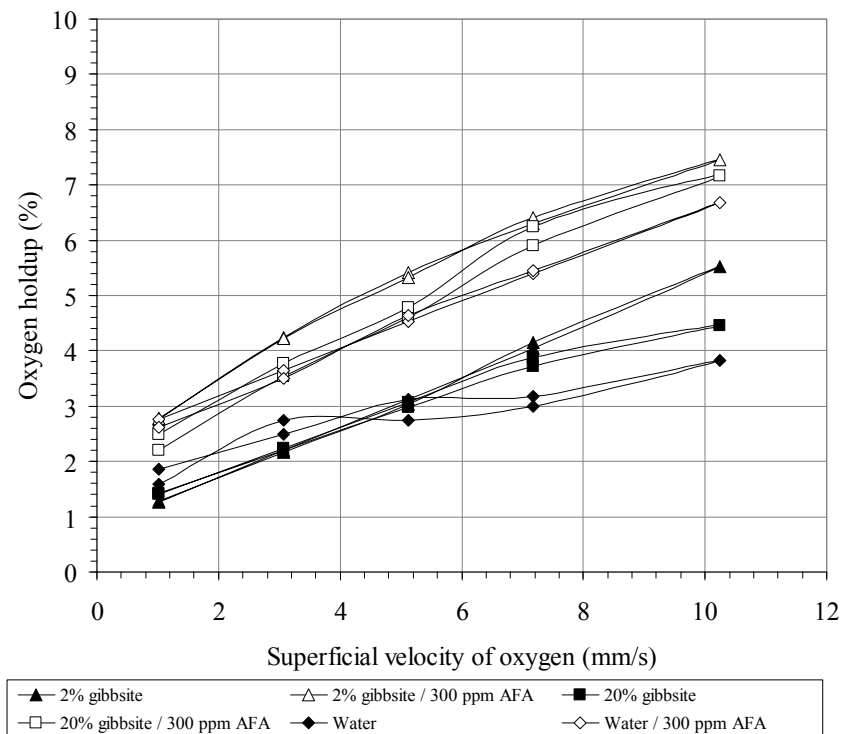 10
9
8
7
6
5
4
3
2
1
0
Oxygen holdup (%)
0 2 4 6 8 10 12
Superficial velocity of oxygen (mm/s)
2% gibbsite 2% gibbsite / 300 ppm AFA 20% gibbsite
20% gibbsite / 300 ppm AFA Water Water / 300 ppm AFA